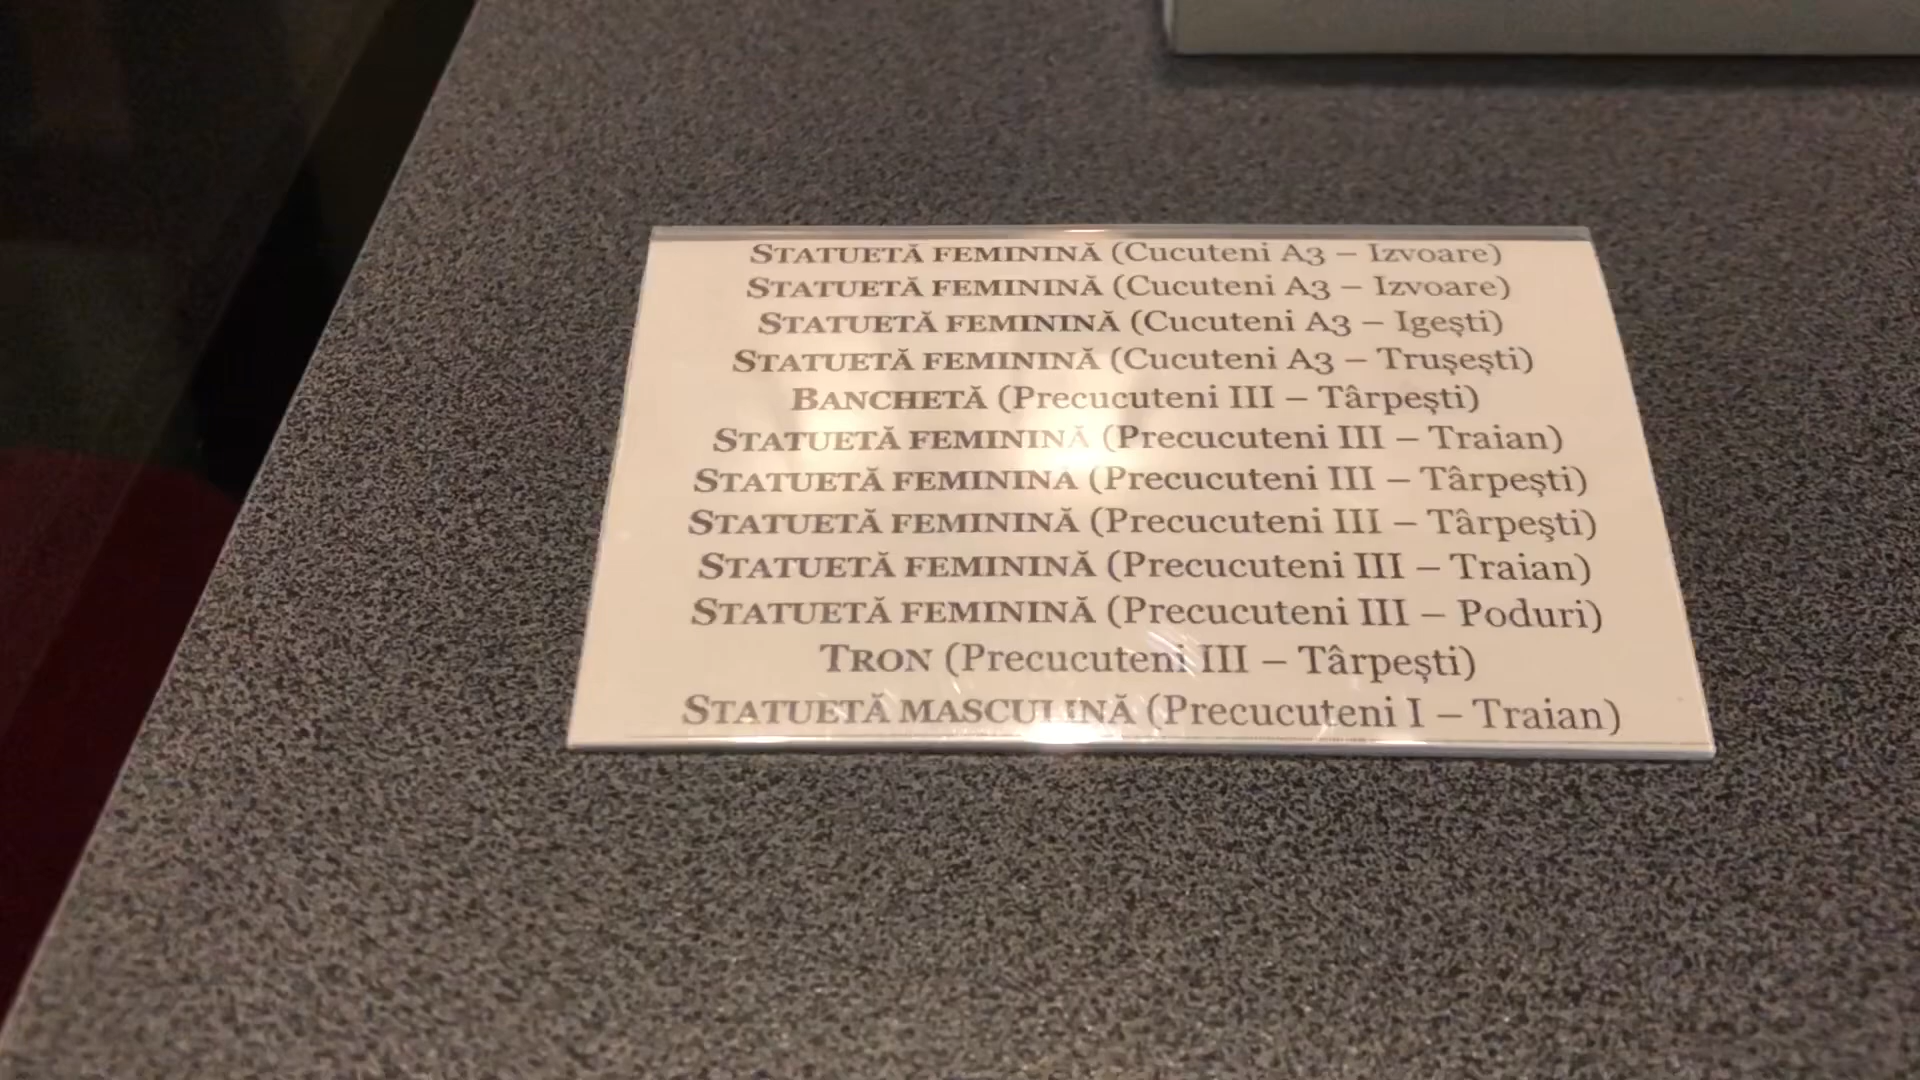 STATUETĂ FEMININĂ (Cucuteni A3 – Izvoare)
STATUETĂ FEMININĂ (Cucuteni A3 – Izvoare)
STATUETĂ FEMININĂ (Cucuteni A3 – Igești)
STATUETĂ FEMININĂ (Cucuteni A3 – Trușești)
BANCHETĂ (Precucuteni III – Târpești)
STATUETĂ FEMININĂ (Precucuteni III – Traian)
STATUETĂ FEMININĂ (Precucuteni III – Târpești)
STATUETĂ FEMININĂ (Precucuteni III – Târpeşti)
STATUETĂ FEMININĂ (Precucuteni III – Traian)
STATUETĂ FEMININĂ (Precucuteni III – Poduri)
TRON (Precucuteni III – Târpești)
STATUETĂ MASCULINĂ (Precucuteni I – Traian)